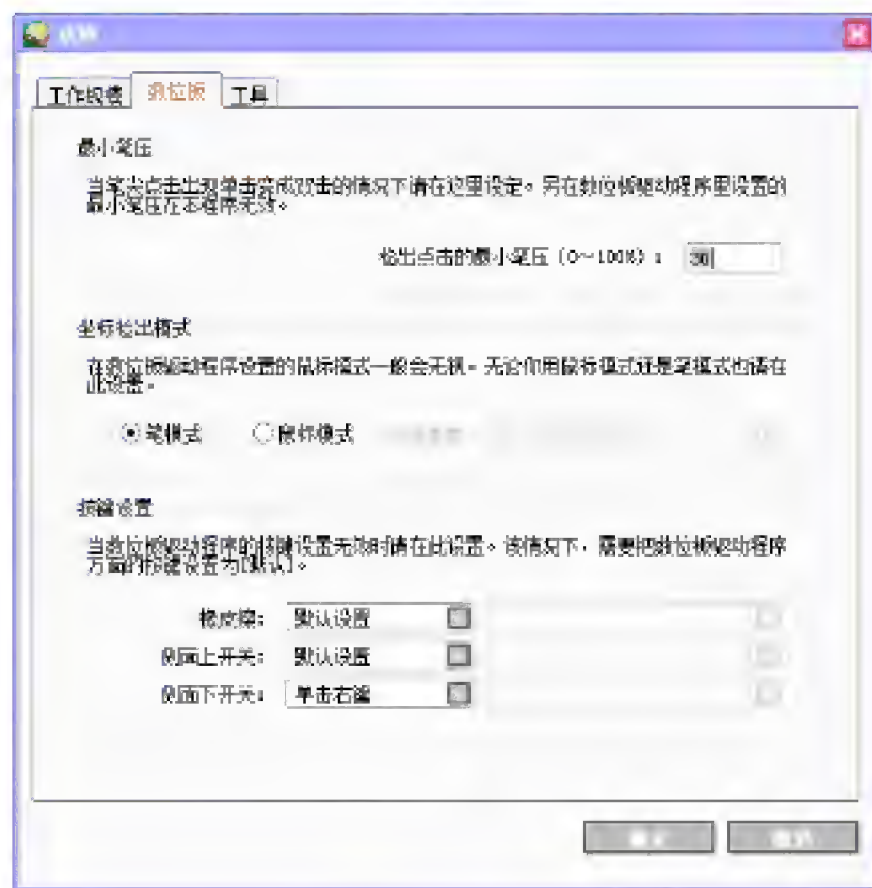 数位版
工具
最小笔压
当笔尖点击出现单击变成双击的情况下请在这里设定。另在数位板驱动程序里设置的
最小笔压在本程序无效。
检出点击的最小笔压(0~100%): 30
坐标检出模式
在数位板驱动程序设置的鼠标模式一般会无视。无论你用鼠标模式还是笔模式也请在
此设置。
笔模式 鼠标模式
按键设置
当数位板驱动程序的按键设置无效时请在此设置。该情况下,需要把数位板驱动程序
方面的按键设置为[默认]。
橡皮擦: 默认设置
侧面上开关: 默认设置
侧面下开关: 单击右键